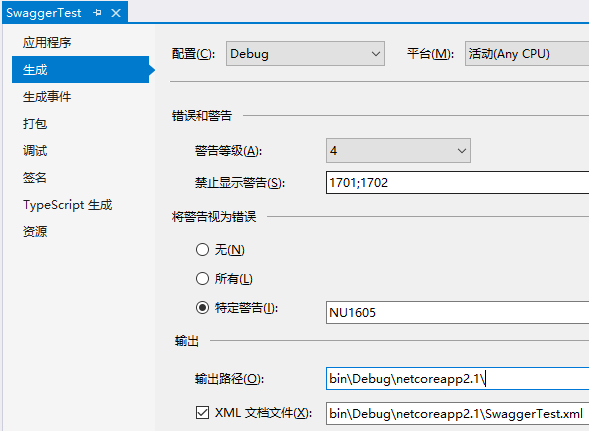 SwaggerTest
应用程序
生成
生成事件
打包
调试
签名
TypeScript 生成
资源
配置(C): Debug 平台(M): 活动(Any CPU)
错误和警告
警告等级(A): 4
禁止显示警告(S): 1701;1702
将警告视为错误
无(N)
所有(L)
特定警告(I): NU1605
输出
输出路径(O): bin\Debug\netcoreapp2.1\
XML 文档文件(X): bin\Debug\netcoreapp2.1\SwaggerTest.xml